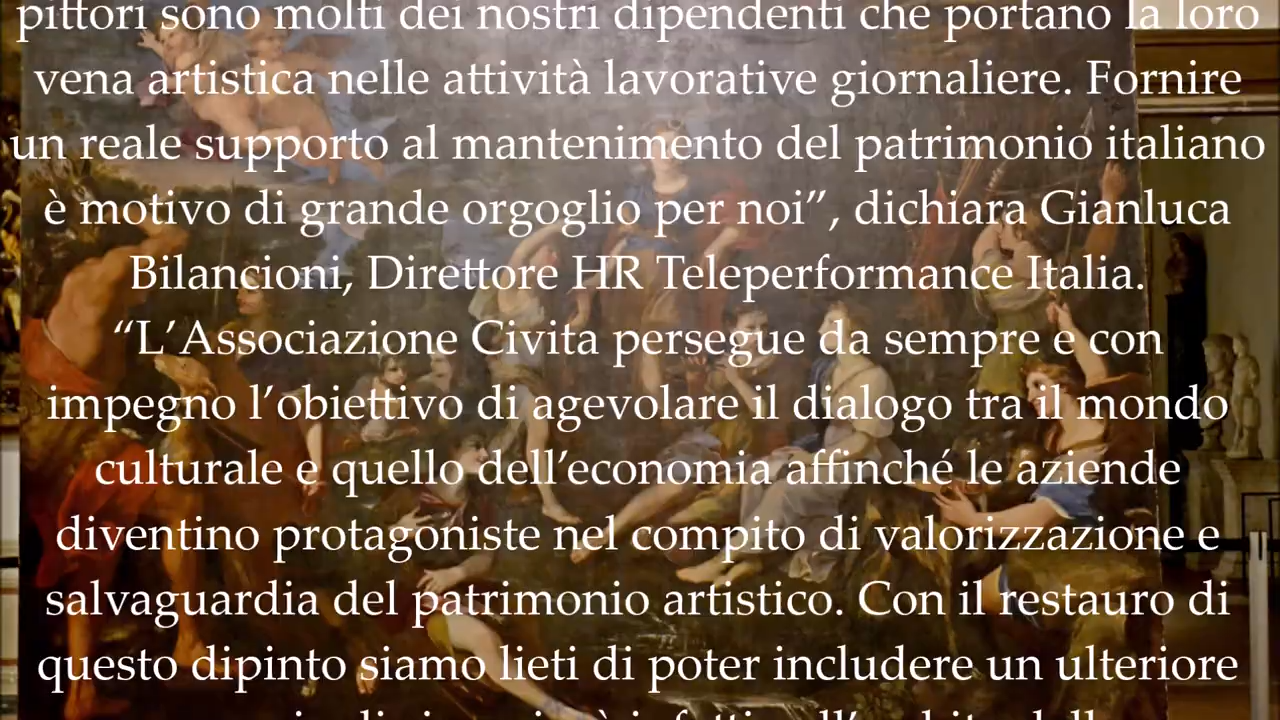 pittori sono molti dei nostri dipendenti che portano la loro
vena artistica nelle attività lavorative giornaliere. Fornire
un reale supporto al mantenimento del patrimonio italiano
è motivo di grande orgoglio per noi”, dichiara Gianluca
Bilancioni, Direttore HR Teleperformance Italia.
“L’Associazione Civita persegue da sempre e con
impegno l’obiettivo di agevolare il dialogo tra il mondo
culturale e quello dell’economia affinché le aziende
diventino protagoniste nel compito di valorizzazione e
salvaguardia del patrimonio artistico. Con il restauro di
questo dipinto siamo lieti di poter includere un ulteriore